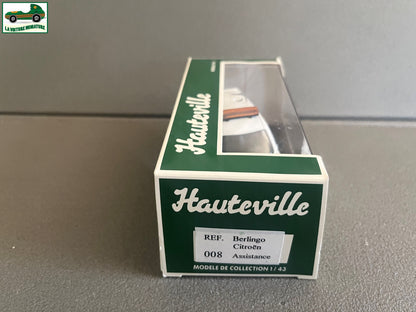 LA VOITURE MINIATURE
Hauteville
Hauteville
REF. Berlingo
Citroën
008 Assistance
MODELE DE COLLECTION 1/43